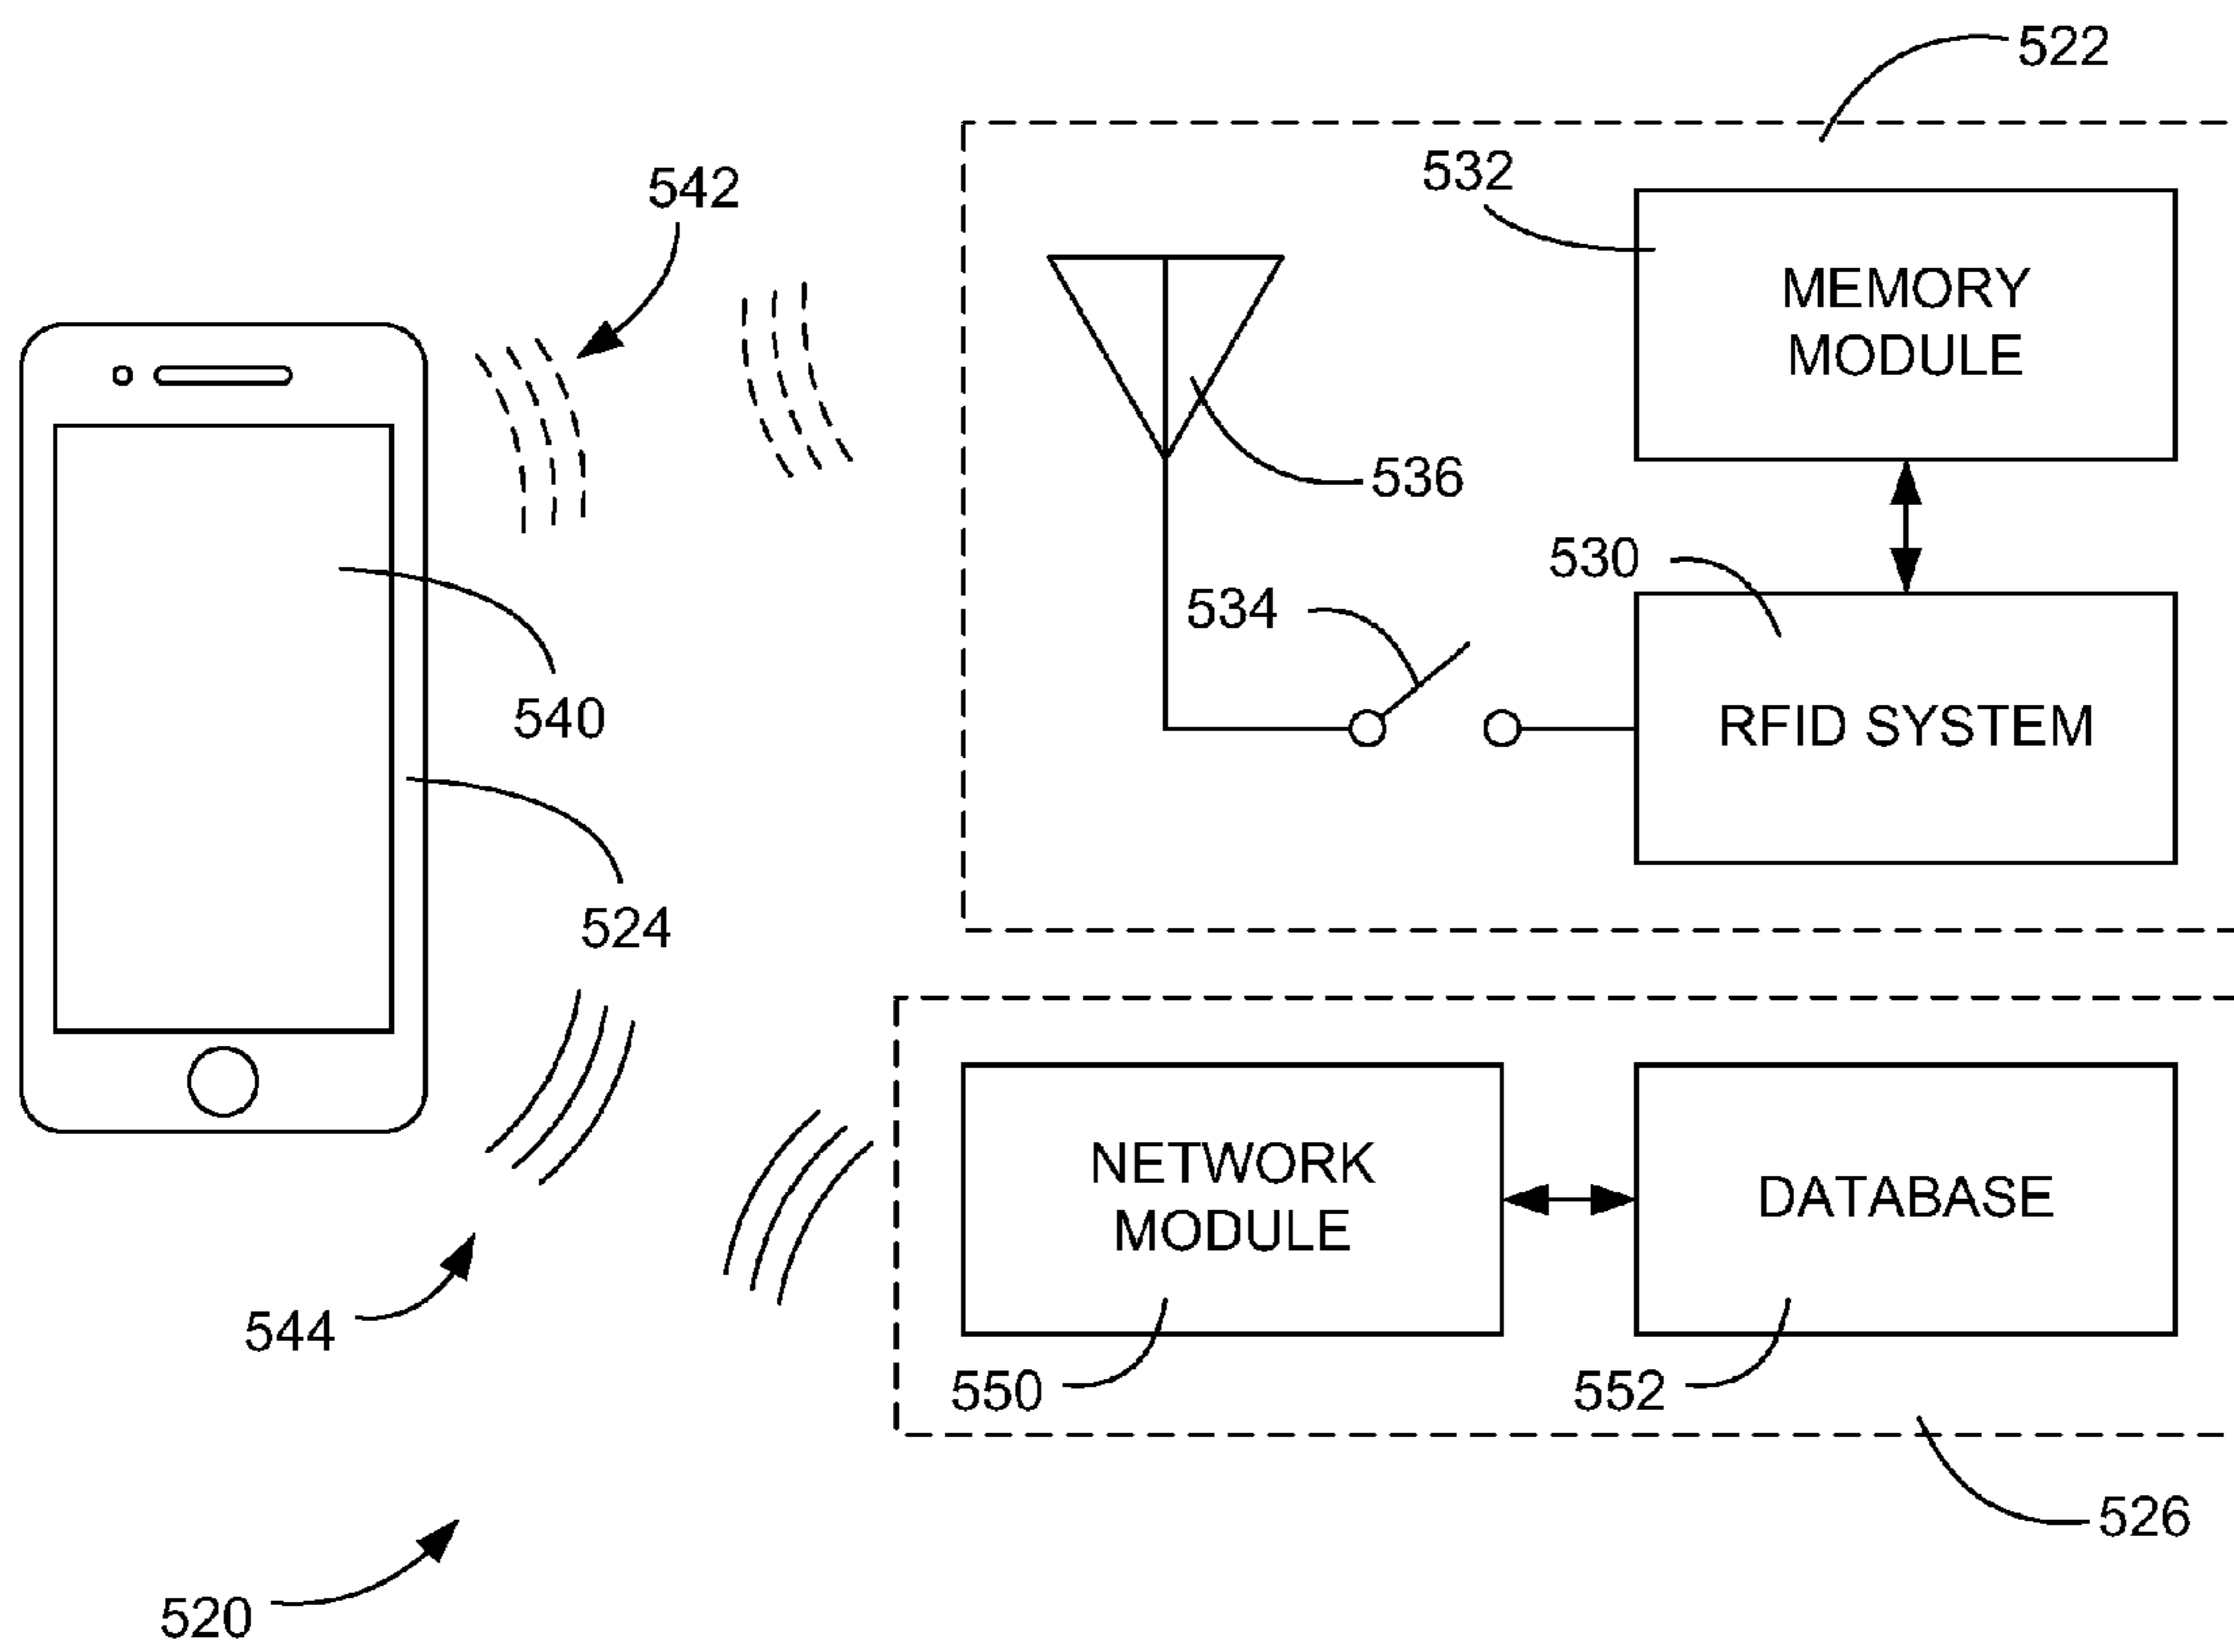 522
532
542
MEMORY
MODULE
536
530
534
540
RFID SYSTEM
524
NETWORK
MODULE
DATABASE
544
550
552
526
520